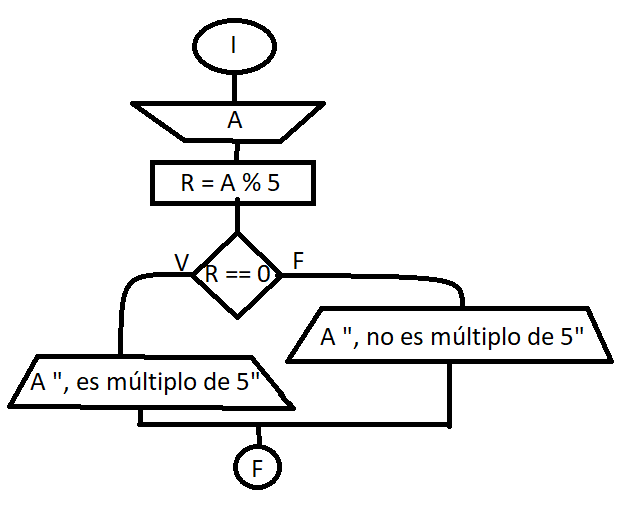 I
A
R = A % 5
V
R == 0
F
A ", no es múltiplo de 5"
A ", es múltiplo de 5"
F